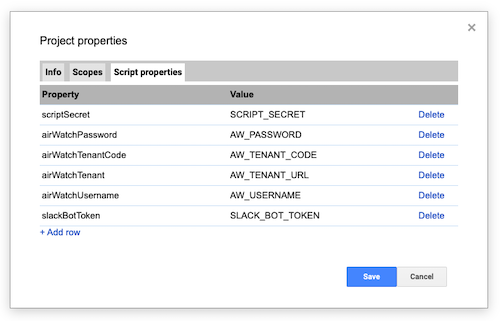 Project properties
Info Scopes Script properties
Property Value
scriptSecret SCRIPT_SECRET Delete
airWatchPassword AW_PASSWORD Delete
airWatchTenantCode AW_TENANT_CODE Delete
airWatchTenant AW_TENANT_URL Delete
airWatchUsername AW_USERNAME Delete
slackBotToken SLACK_BOT_TOKEN Delete
+ Add row
Save Cancel